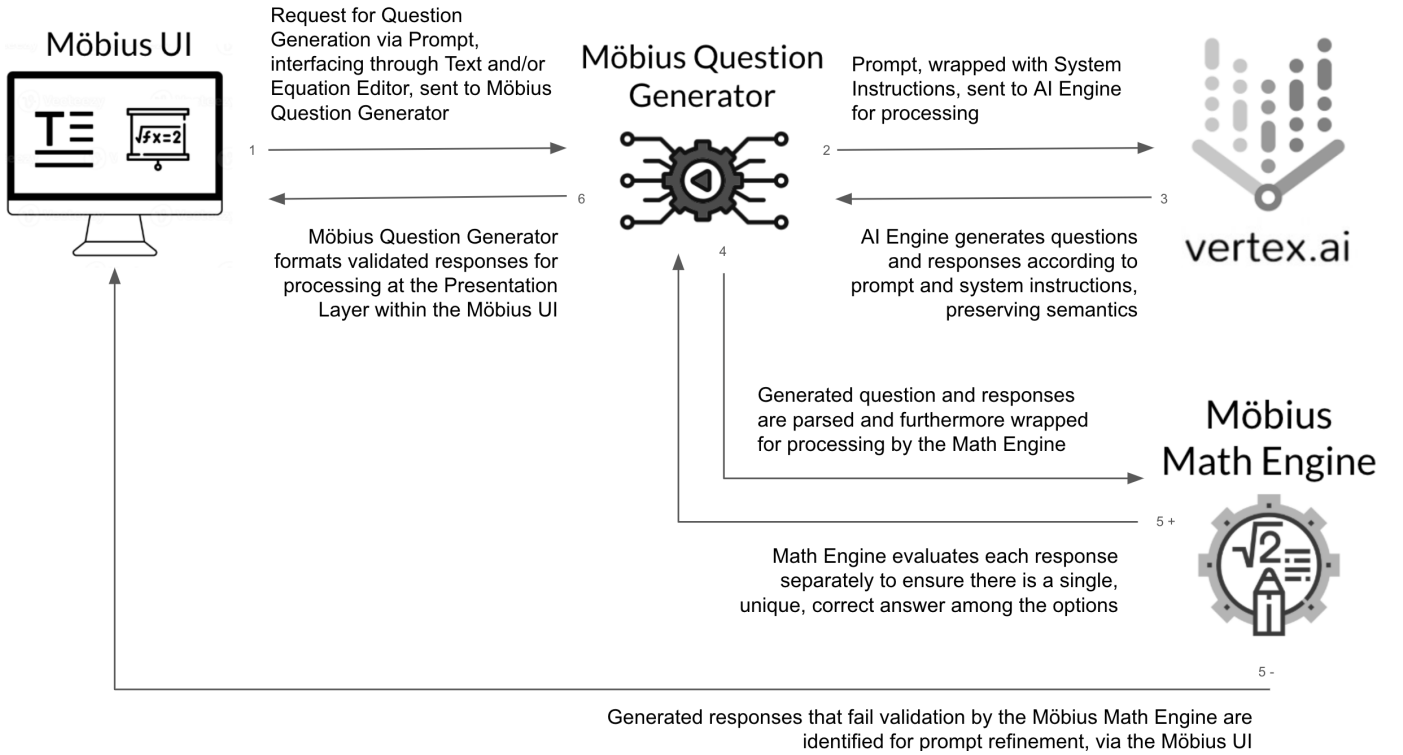 Möbius UI
T
√fx=2
Request for Question
Generation via Prompt,
interfacing through Text and/or
Equation Editor, sent to Möbius
Question Generator
1
6
Möbius Question Generator
formats validated responses for
processing at the Presentation
Layer within the Möbius UI
Möbius Question
Generator
Prompt, wrapped with System
Instructions, sent to AI Engine
for processing
2
3
AI Engine generates questions
and responses according to
prompt and system instructions,
preserving semantics
vertex.ai
4
Generated question and responses
are parsed and furthermore wrapped
for processing by the Math Engine
Möbius
Math Engine
√2
5 +
Math Engine evaluates each response
separately to ensure there is a single,
unique, correct answer among the options
5 -
Generated responses that fail validation by the Möbius Math Engine are
identified for prompt refinement, via the Möbius UI